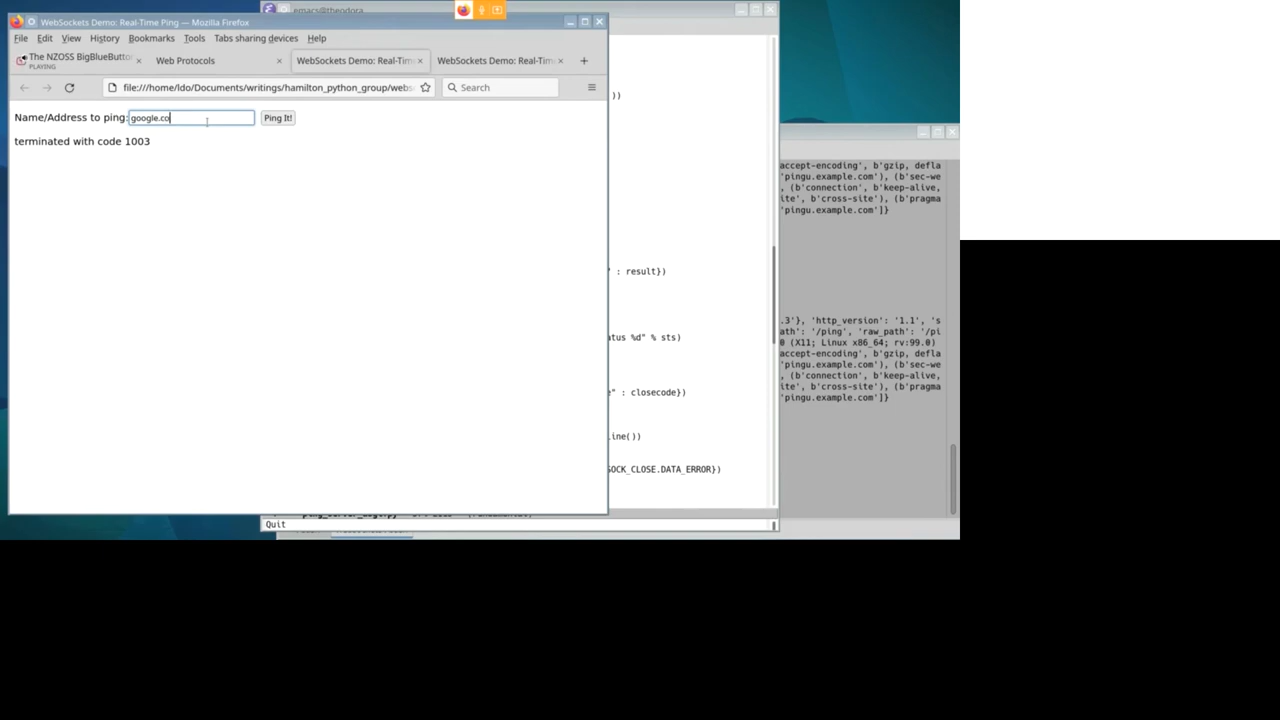 emacs@theodora
WebSockets Demo: Real-Time Ping — Mozilla Firefox
File Edit View History Bookmarks Tools Tabs sharing devices Help
The NZOSS BigBlueButto
PLAYING
Web Protocols
WebSockets Demo: Real-Tim
WebSockets Demo: Real-Tim
file:///home/ldo/Documents/writings/hamilton_python_group/webs
Search
Name/Address to ping:
google.co
Ping It!
terminated with code 1003
))
' : result})
atus %d" % sts)
e" : closecode})
ine())
SOCK_CLOSE.DATA_ERROR})
Quit
accept-encoding', b'gzip, defla
'pingu.example.com'), (b'sec-we
, (b'connection', b'keep-alive,
ite', b'cross-site'), (b'pragma
'pingu.example.com']}
.3'}, 'http_version': '1.1', 's
ath': '/ping', 'raw_path': '/pi
0 (X11; Linux x86_64; rv:99.0)
accept-encoding', b'gzip, defla
'pingu.example.com'), (b'sec-we
, (b'connection', b'keep-alive,
ite', b'cross-site'), (b'pragma
'pingu.example.com']}